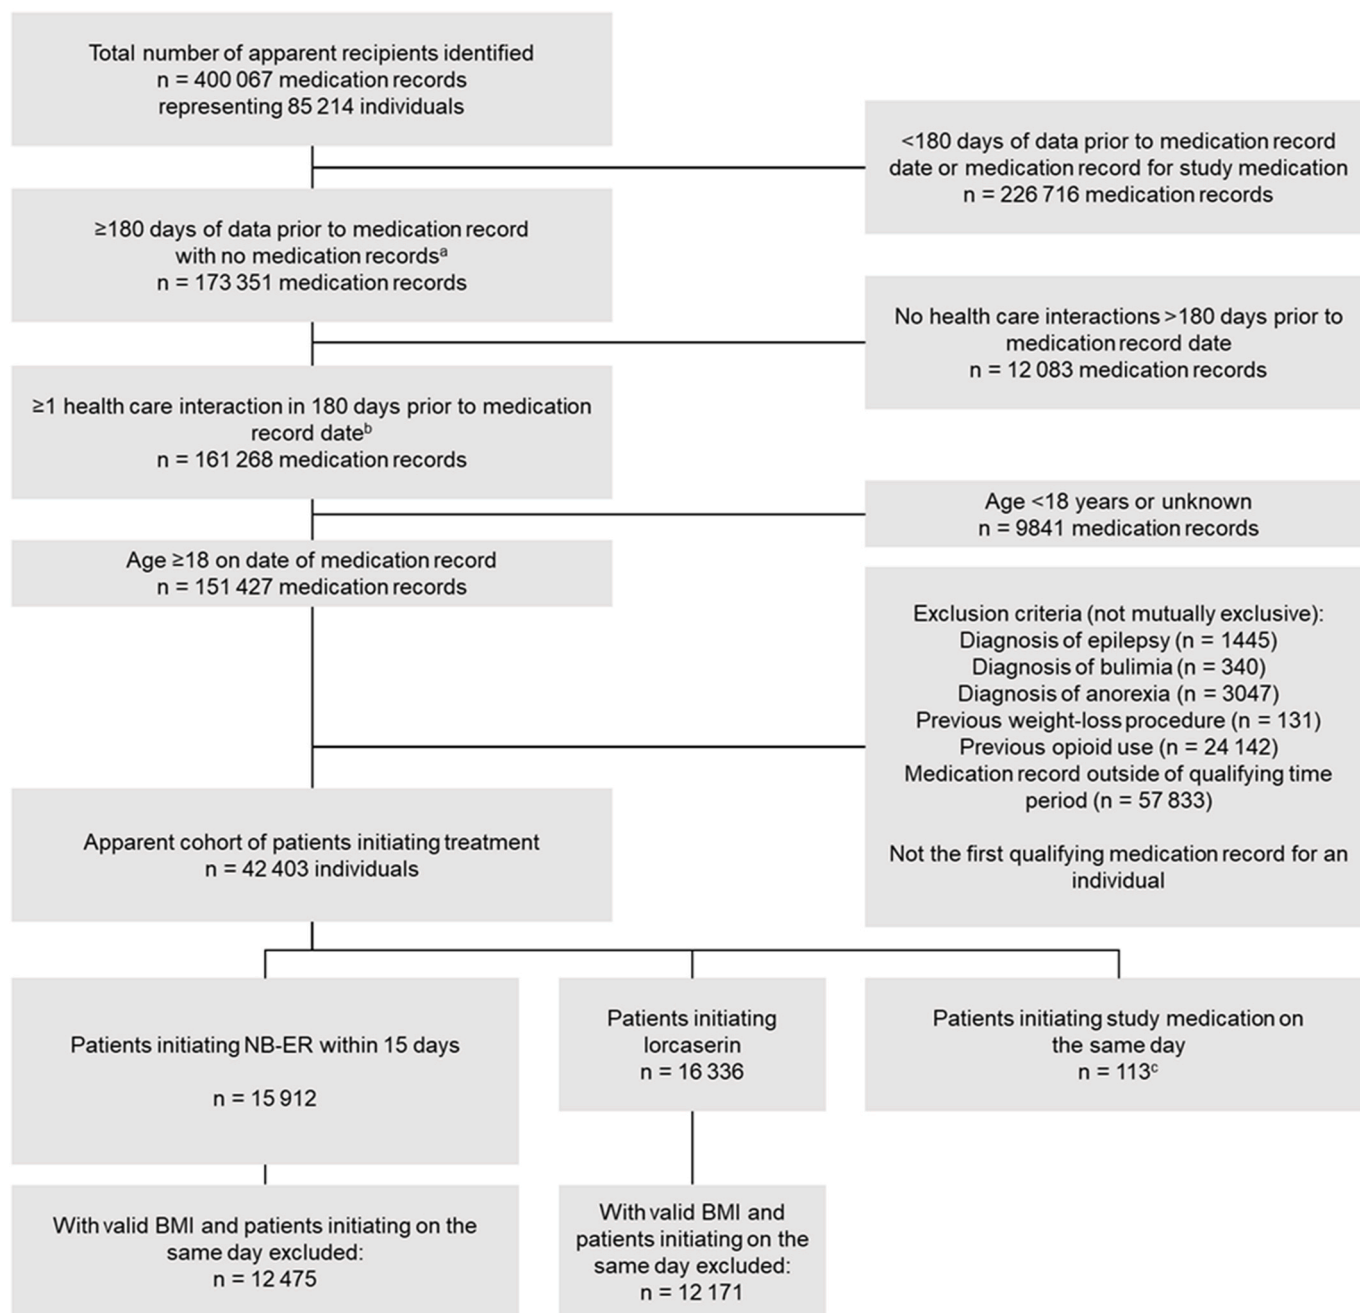 Total number of apparent recipients identified
n = 400 067 medication records
representing 85 214 individuals
<180 days of data prior to medication record
date or medication record for study medication
n = 226 716 medication records
≥180 days of data prior to medication record
with no medication recordsᵃ
n = 173 351 medication records
No health care interactions >180 days prior to
medication record date
n = 12 083 medication records
≥1 health care interaction in 180 days prior to medication
record dateᵇ
n = 161 268 medication records
Age <18 years or unknown
n = 9841 medication records
Age ≥18 on date of medication record
n = 151 427 medication records
Exclusion criteria (not mutually exclusive):
Diagnosis of epilepsy (n = 1445)
Diagnosis of bulimia (n = 340)
Diagnosis of anorexia (n = 3047)
Previous weight-loss procedure (n = 131)
Previous opioid use (n = 24 142)
Medication record outside of qualifying time
period (n = 57 833)
Not the first qualifying medication record for an
individual
Apparent cohort of patients initiating treatment
n = 42 403 individuals
Patients initiating NB-ER within 15 days
n = 15 912
Patients initiating
lorcaserin
n = 16 336
Patients initiating study medication on
the same day
n = 113ᶜ
With valid BMI and patients initiating on the
same day excluded:
n = 12 475
With valid BMI and
patients initiating on the
same day excluded:
n = 12 171